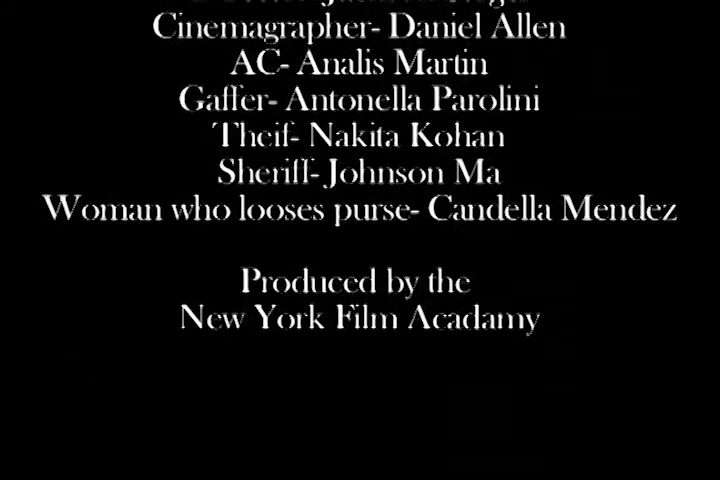 Cinemagrapher- Daniel Allen
AC- Analis Martin
Gaffer- Antonella Parolini
Theif- Nakita Kohan
Sheriff- Johnson Ma
Woman who looses purse- Candella Mendez
Produced by the
New York Film Acadamy